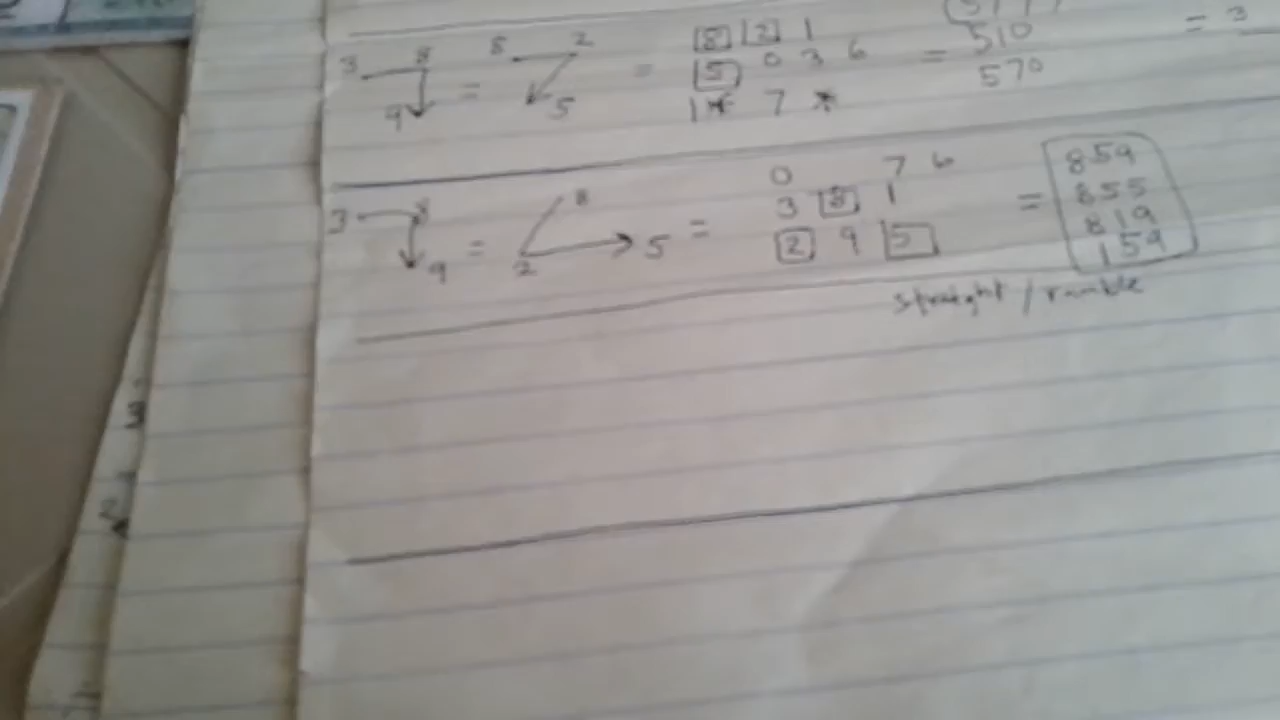 3 8 8 2 8 2 1
5 0 3 6 = 510 = 3
9 = 5 = 1* 7 * 570
0 7 6 859
3 8 8 3 8 1 = 855
9 = 2 5 = 2 9 5 819
159
straight / rumble